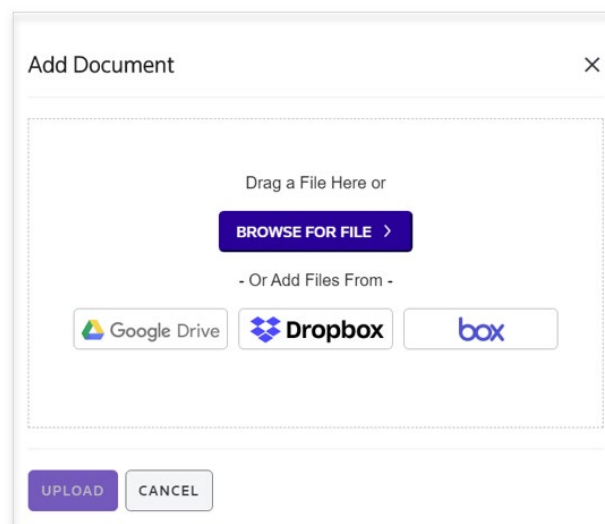 Add Document
Drag a File Here or
BROWSE FOR FILE
- Or Add Files From -
Google Drive Dropbox box
UPLOAD CANCEL